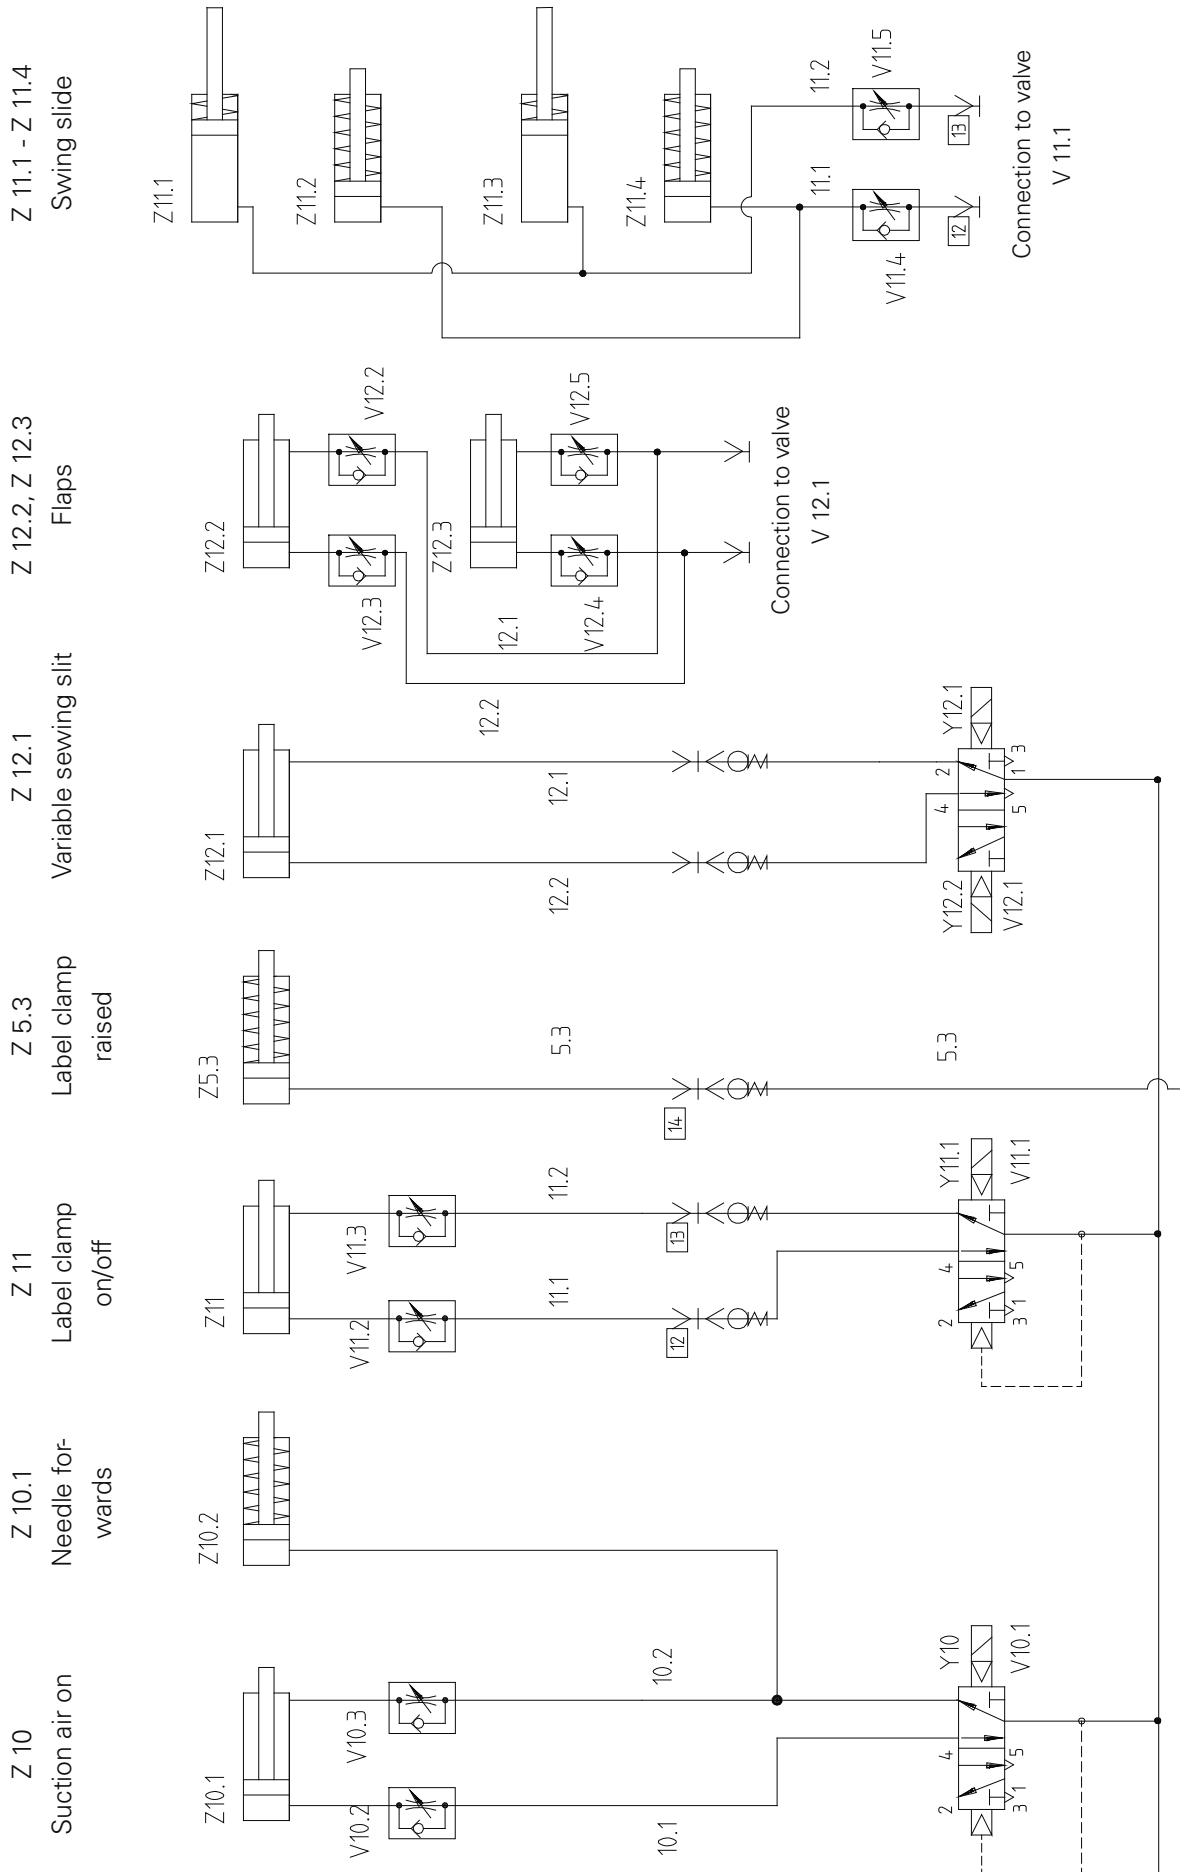 Z 10
Suction air on
Z 10.1
Needle for-
wards
Z 11
Label clamp
on/off
Z 5.3
Label clamp
raised
Z 12.1
Variable sewing slit
Z 12.2, Z 12.3
Flaps
Z 11.1 - Z 11.4
Swing slide
Z10.1
V10.2
V10.3
10.1
10.2
Z10.2
Y10
V10.1
2
4
3
1
5
Z11
V11.2
V11.3
11.1
11.2
12
13
Y11.1
V11.1
2
4
3
1
5
Z5.3
5.3
14
5.3
Z12.1
12.2
12.1
Y12.2
V12.1
Y12.1
4
2
5
1
3
Z12.2
V12.3
V12.2
Z12.3
12.2
12.1
V12.4
V12.5
Connection to valve
V 12.1
Z11.1
Z11.2
Z11.3
Z11.4
11.1
11.2
V11.4
V11.5
12
13
Connection to valve
V 11.1